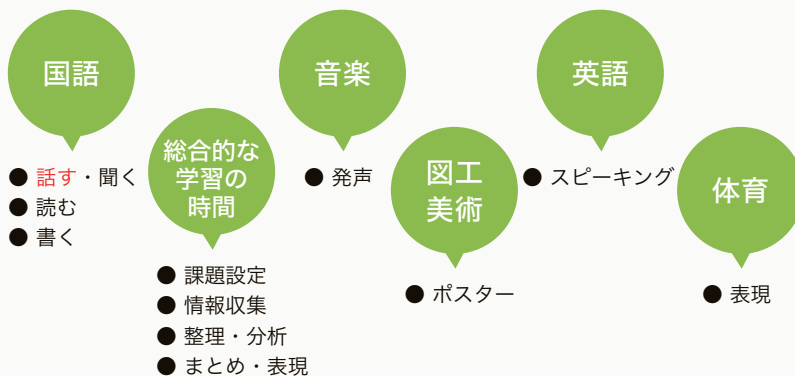 国語
● 話す・聞く
● 読む
● 書く
総合的な
学習の
時間
● 課題設定
● 情報収集
● 整理・分析
● まとめ・表現
音楽
● 発声
図工
美術
● ポスター
英語
● スピーキング
体育
● 表現